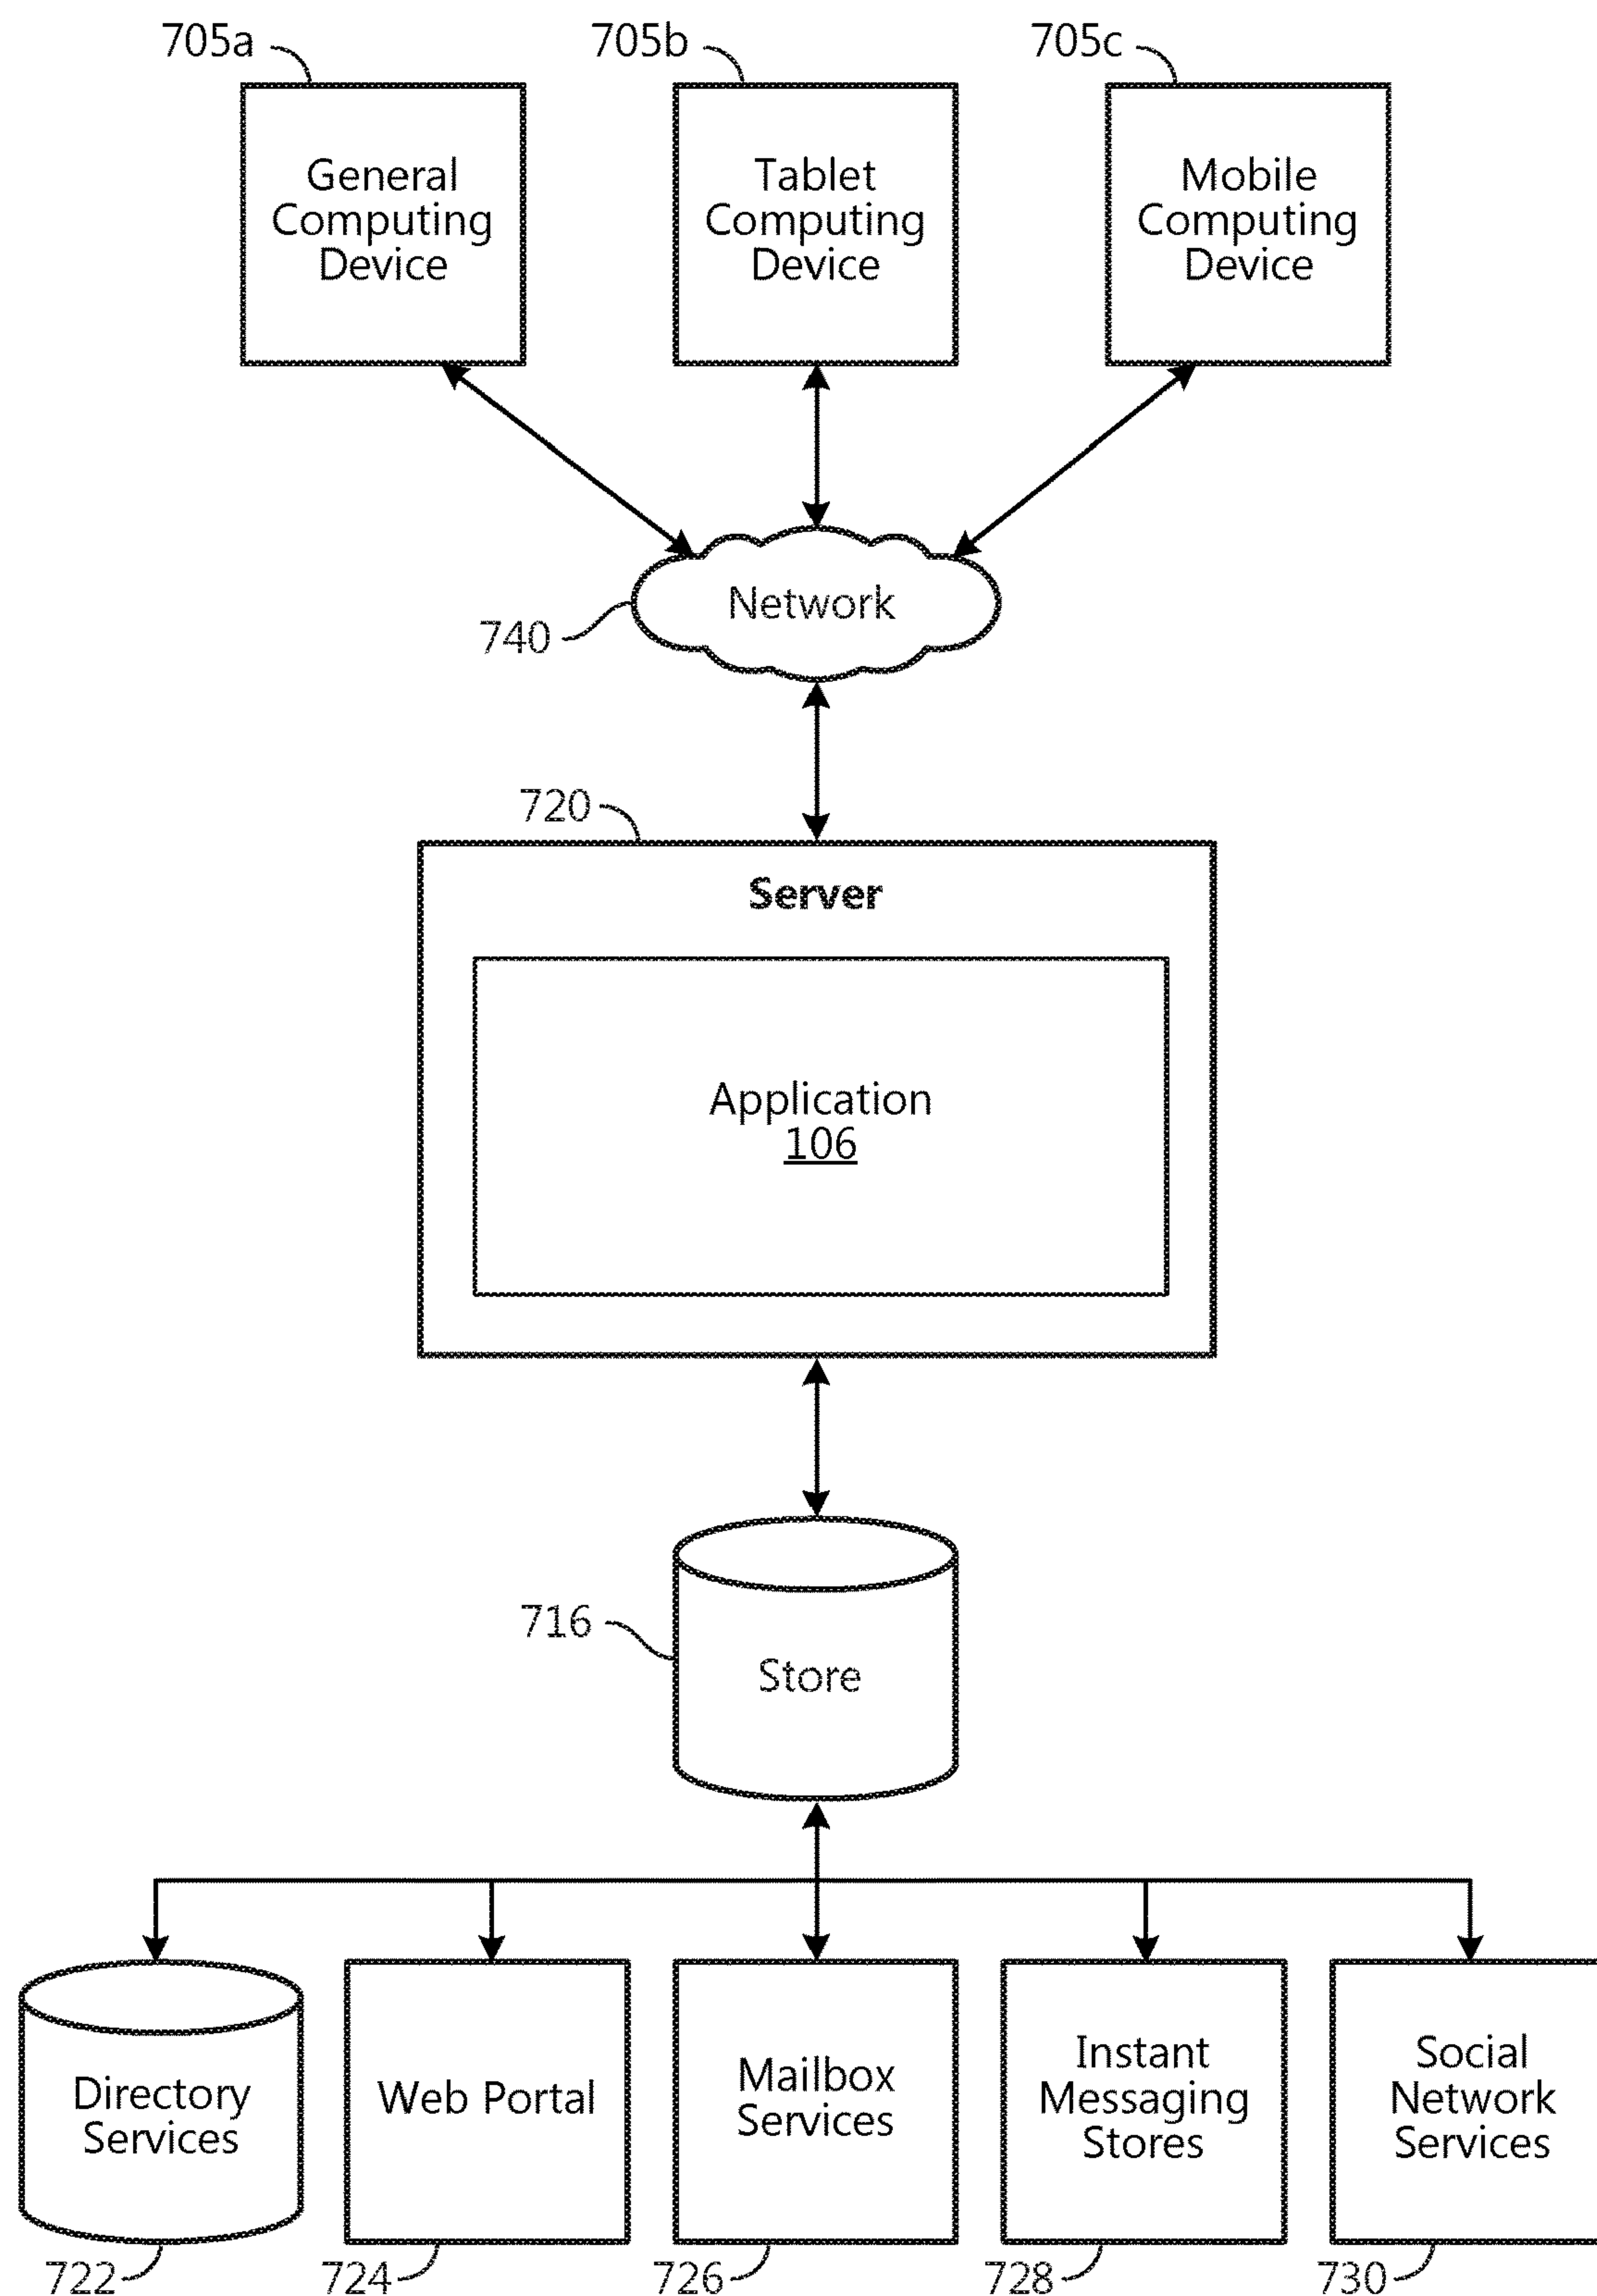 705a
705b
705c
General
Computing
Device
Tablet
Computing
Device
Mobile
Computing
Device
Network
740
720
Server
Application
106
716
Store
Directory
Services
Web Portal
Mailbox
Services
Instant
Messaging
Stores
Social
Network
Services
722
724
726
728
730